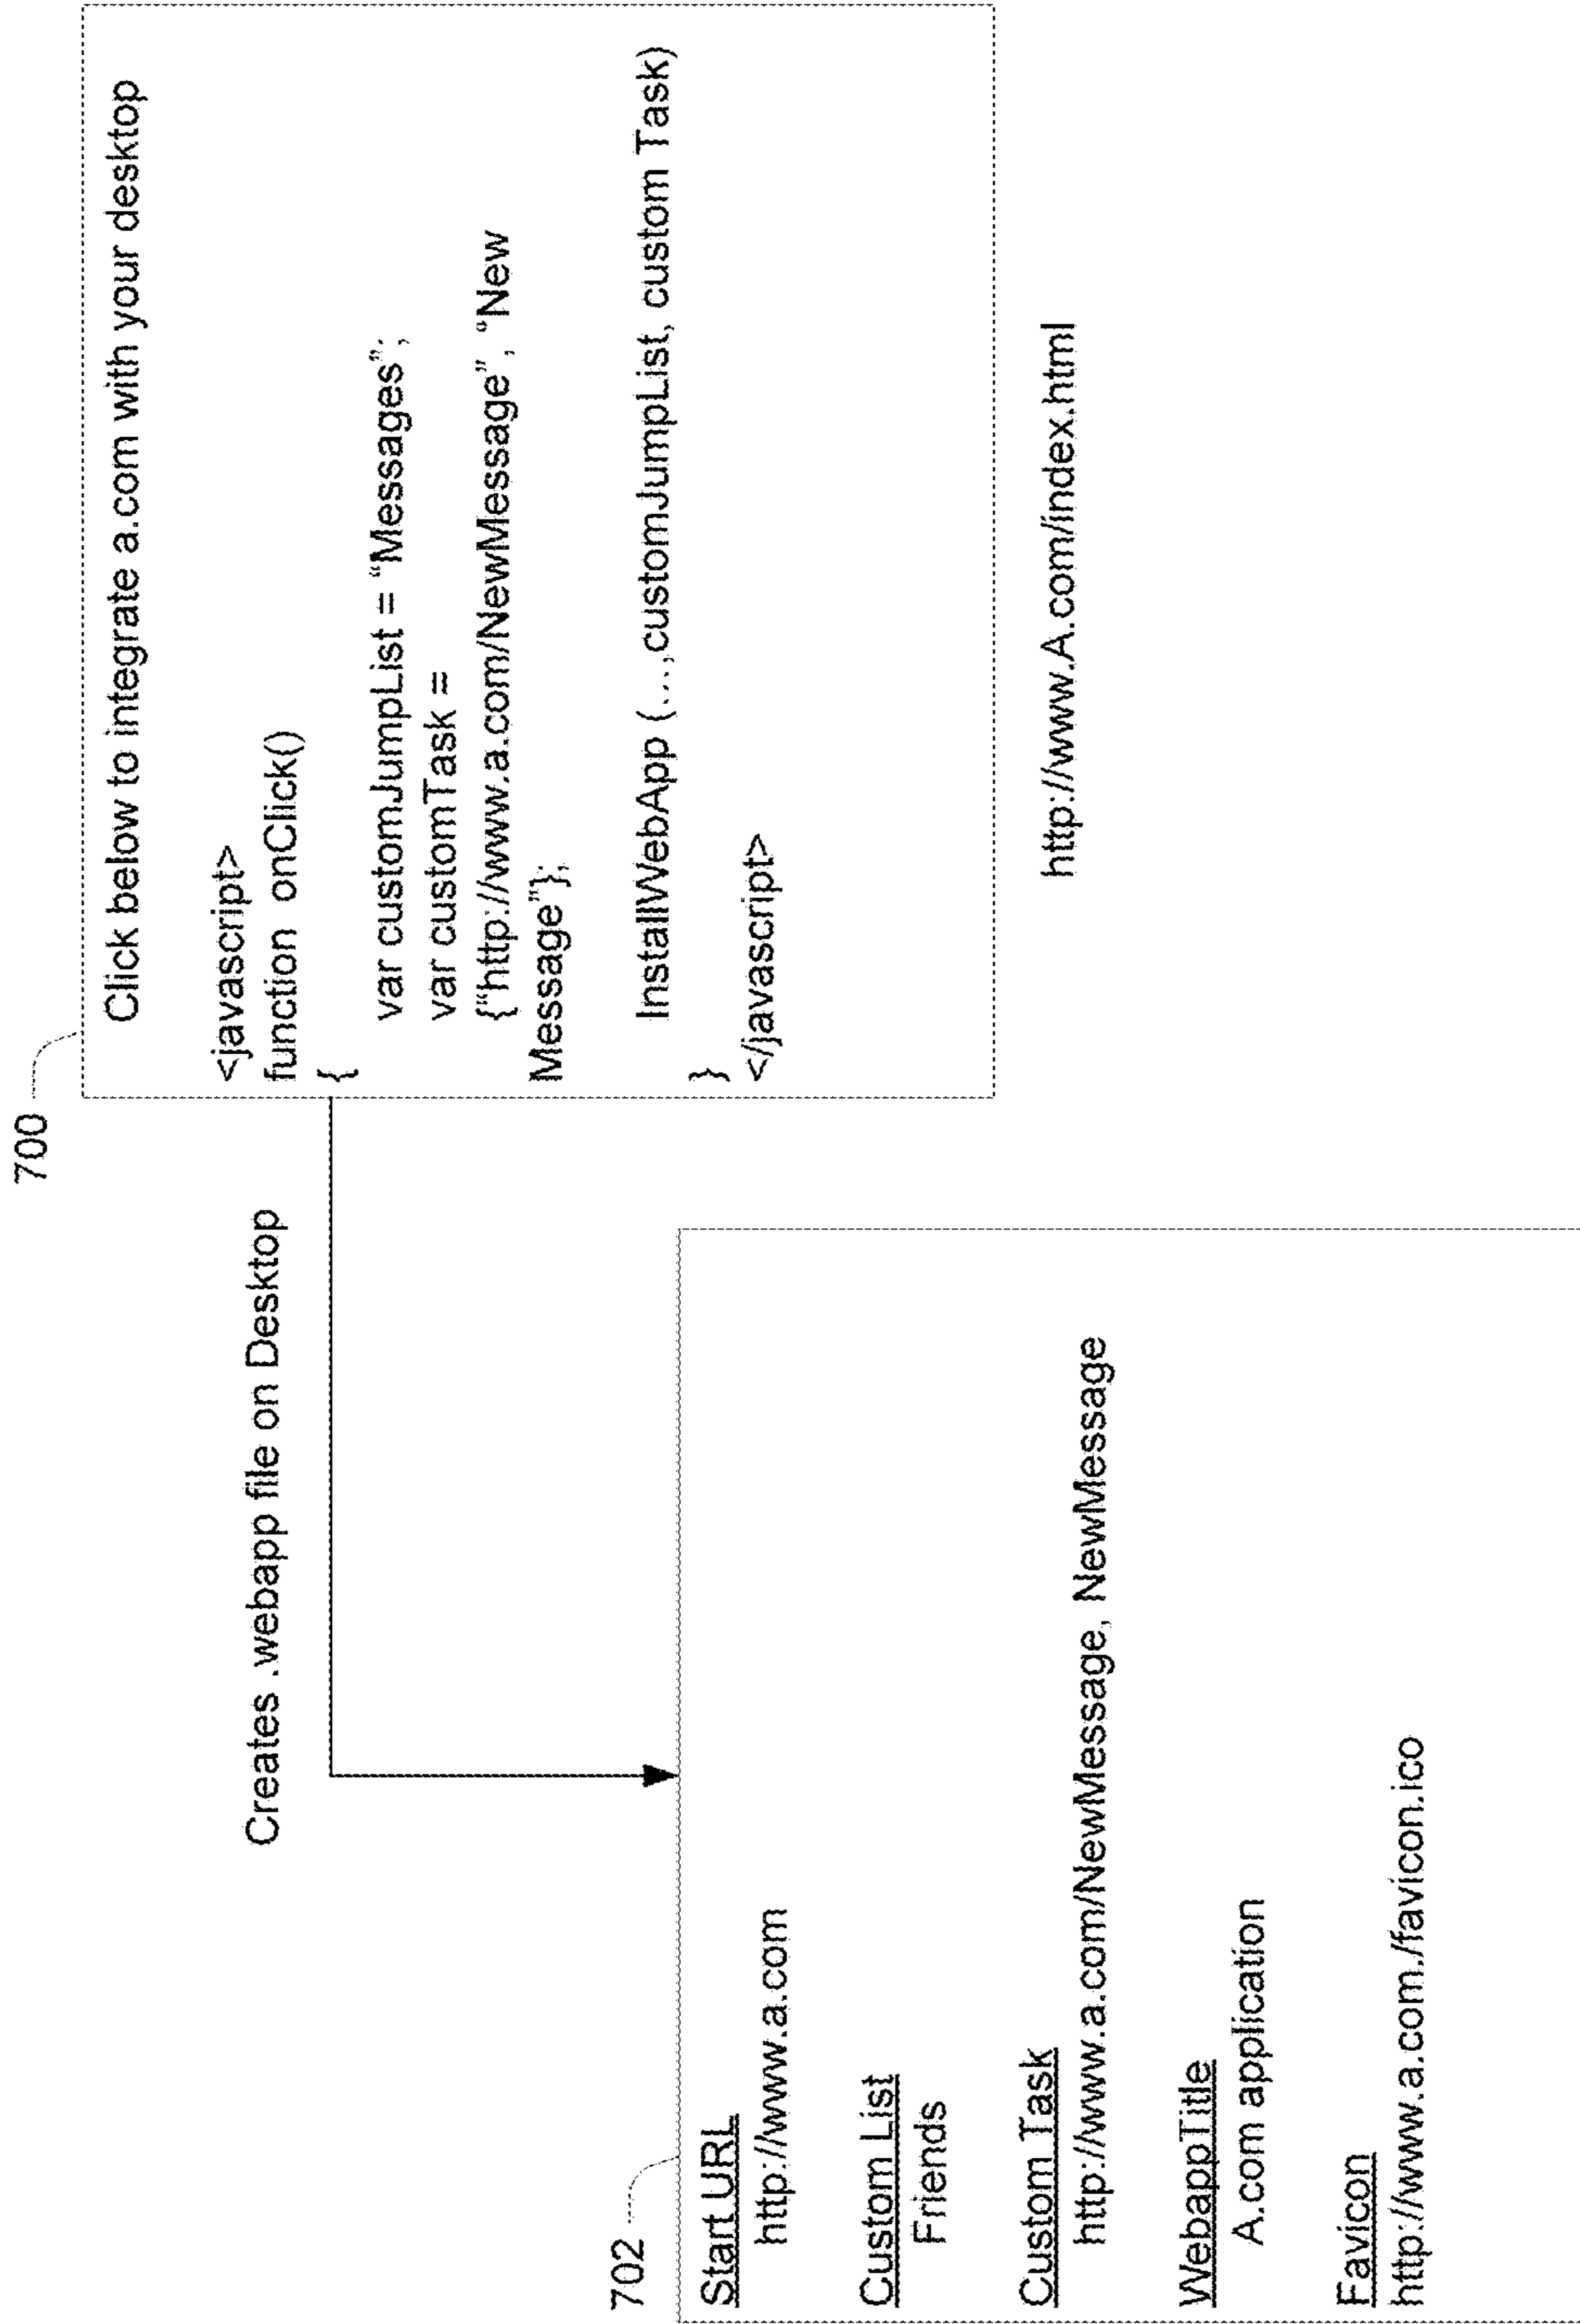 700
Click below to integrate a.com with your desktop
<javascript>
function onClick()
{
var customJumpList = “Messages”;
var customTask =
{“http://www.a.com/NewMessage”, “New
Message”};
InstallWebApp (…,customJumpList, custom Task)
}
</javascript>
http://www.A.com/index.html
Creates .webapp file on Desktop
702
Start URL
http://www.a.com
Custom List
Friends
Custom Task
http://www.a.com/NewMessage, NewMessage
WebappTitle
A.com application
Favicon
http://www.a.com./favicon.ico